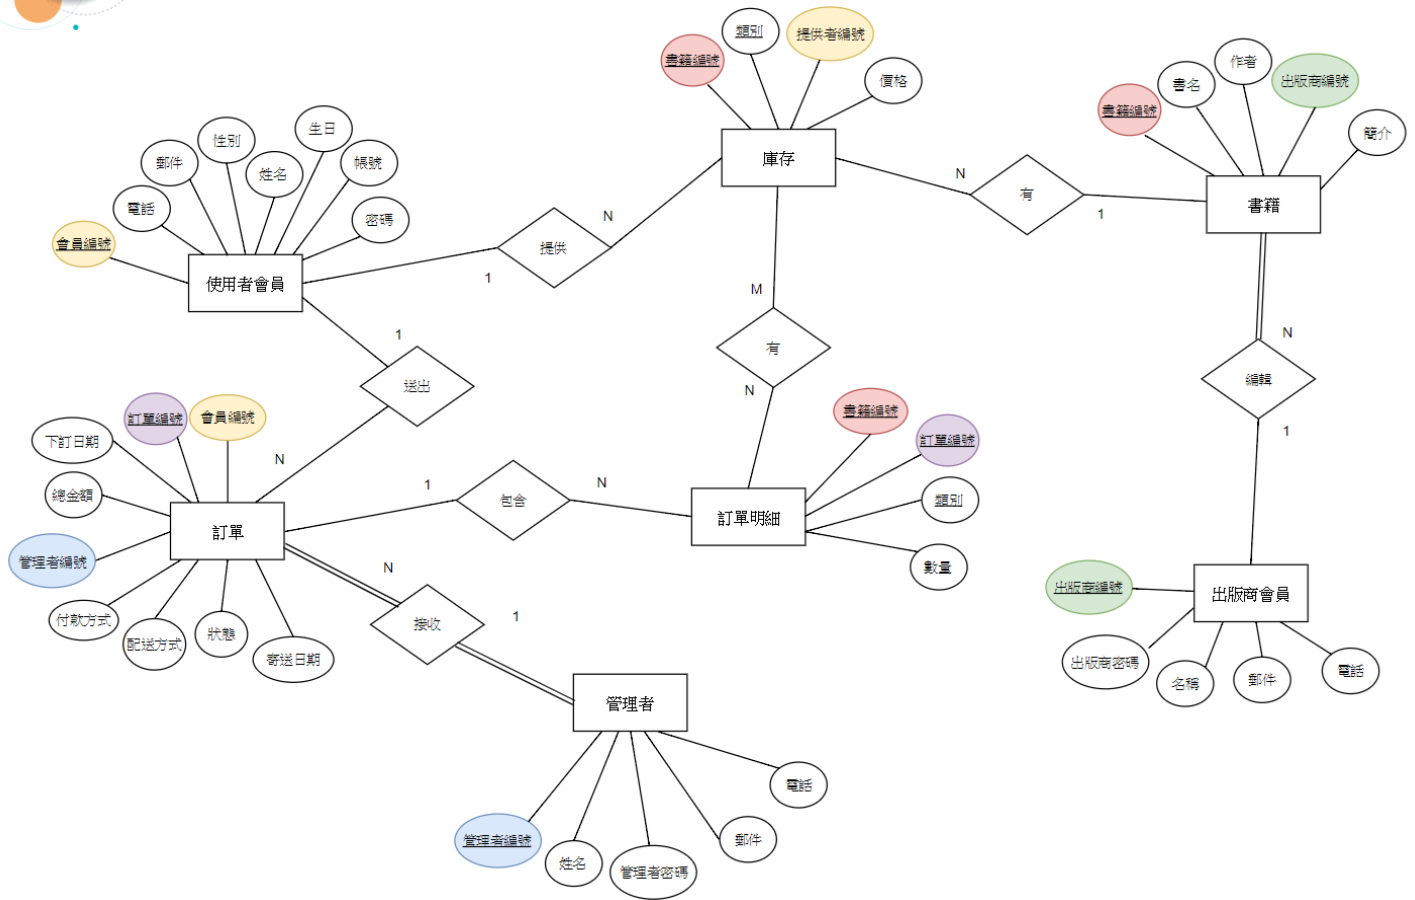 類別
提供者編號
書籍編號
價格
庫存
作者
書名
出版商編號
書籍編號
簡介
書籍
生日
性別
郵件
姓名
帳號
電話
密碼
會員編號
使用者會員
提供
N
1
N
有
1
1
送出
N
M
有
N
N
編輯
1
訂單編號
會員編號
下訂日期
總金額
管理者編號
付款方式
配送方式
狀態
寄送日期
訂單
1
包含
N
書籍編號
訂單編號
類別
數量
訂單明細
N
接收
1
出版商編號
出版商會員
出版商密碼
名稱
郵件
電話
管理者
電話
郵件
管理者編號
姓名
管理者密碼